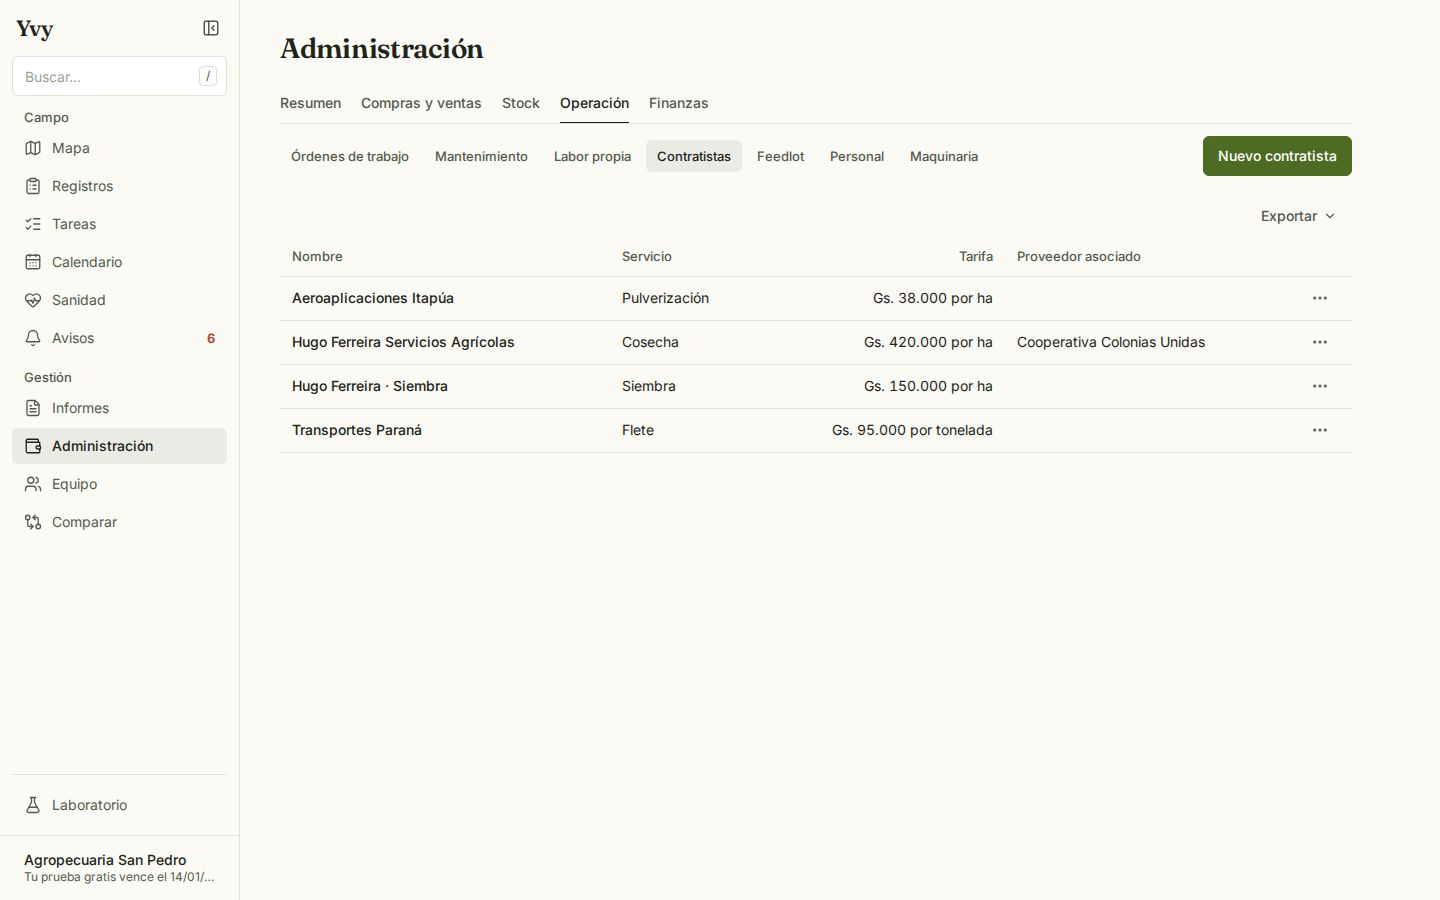 Yvy
Buscar...
/
Campo
Mapa
Registros
Tareas
Calendario
Sanidad
Avisos 6
Gestión
Informes
Administración
Equipo
Comparar
Laboratorio
Agropecuaria San Pedro
Tu prueba gratis vence el 14/01/...
Administración
Resumen Compras y ventas Stock Operación Finanzas
Órdenes de trabajo Mantenimiento Labor propia Contratistas Feedlot Personal Maquinaria Nuevo contratista
Exportar
Nombre Servicio Tarifa Proveedor asociado
Aeroaplicaciones Itapúa Pulverización Gs. 38.000 por ha
Hugo Ferreira Servicios Agrícolas Cosecha Gs. 420.000 por ha Cooperativa Colonias Unidas
Hugo Ferreira · Siembra Siembra Gs. 150.000 por ha
Transportes Paraná Flete Gs. 95.000 por tonelada